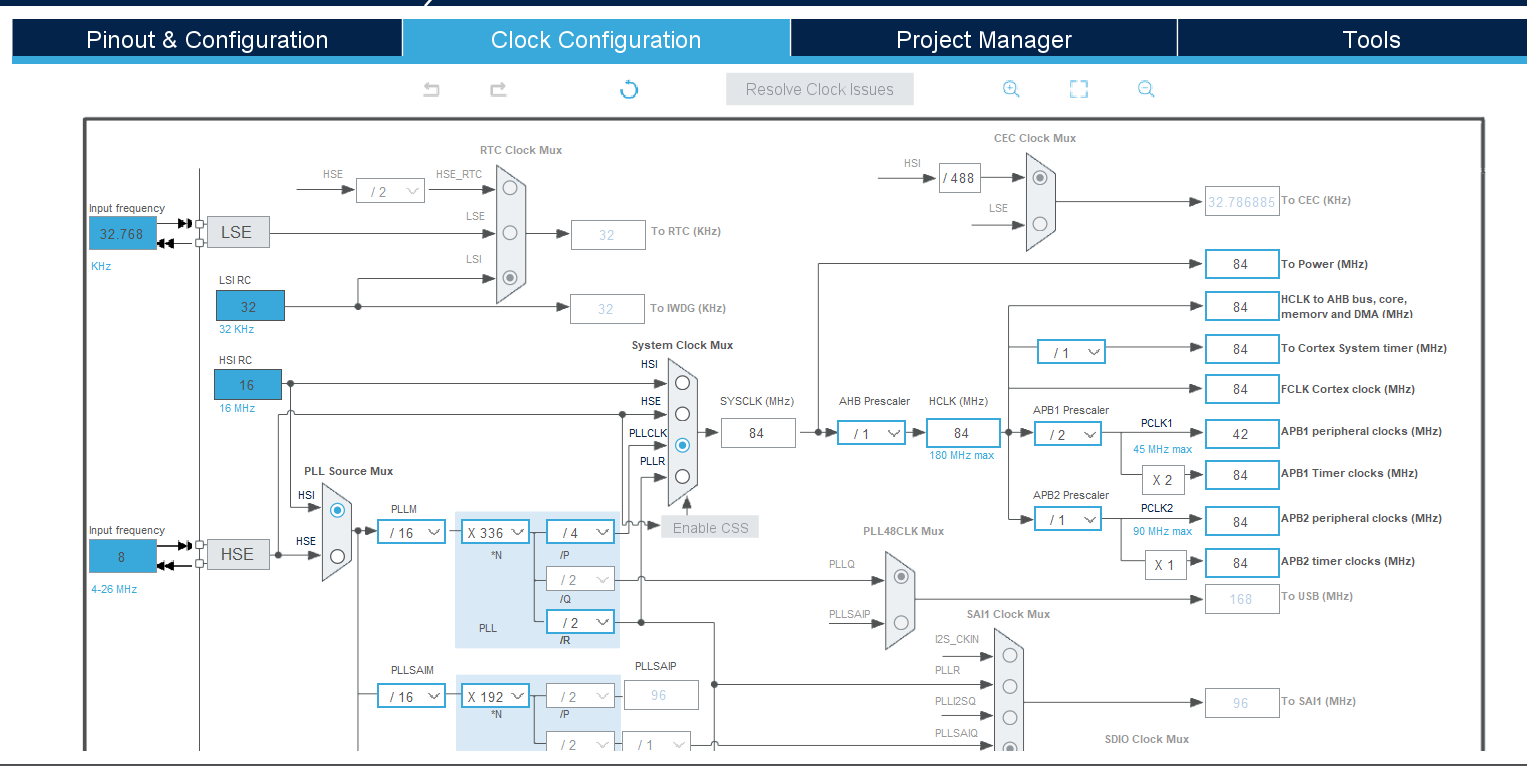 Pinout & Configuration
Clock Configuration
Project Manager
Tools
Resolve Clock Issues
RTC Clock Mux
CEC Clock Mux
HSE
/ 2
HSE_RTC
HSI
/ 488
Input frequency
32.768
KHz
LSE
LSE
32
To RTC (KHz)
LSE
32.786885
To CEC (KHz)
LSI
LSI RC
32
32 KHz
32
To IWDG (KHz)
84
To Power (MHz)
84
HCLK to AHB bus, core,
memory and DMA (MHz)
System Clock Mux
/ 1
84
To Cortex System timer (MHz)
HSI RC
16
16 MHz
HSI
HSE
PLLCLK
PLLR
SYSCLK (MHz)
84
AHB Prescaler
/ 1
HCLK (MHz)
84
180 MHz max
84
FCLK Cortex clock (MHz)
APB1 Prescaler
/ 2
PCLK1
45 MHz max
42
APB1 peripheral clocks (MHz)
X 2
84
APB1 Timer clocks (MHz)
PLL Source Mux
HSI
HSE
APB2 Prescaler
/ 1
PCLK2
90 MHz max
84
APB2 peripheral clocks (MHz)
X 1
84
APB2 timer clocks (MHz)
Input frequency
8
4-26 MHz
HSE
PLLM
/ 16
X 336
*N
/ 4
/P
/ 2
/Q
/ 2
/R
PLL
Enable CSS
PLL48CLK Mux
PLLQ
PLLSAIP
168
To USB (MHz)
SAI1 Clock Mux
I2S_CKIN
PLLR
PLLI2SQ
PLLSAIQ
96
To SAI1 (MHz)
PLLSAIM
/ 16
X 192
*N
/ 2
/P
PLLSAIP
96
/ 2
/ 1
SDIO Clock Mux